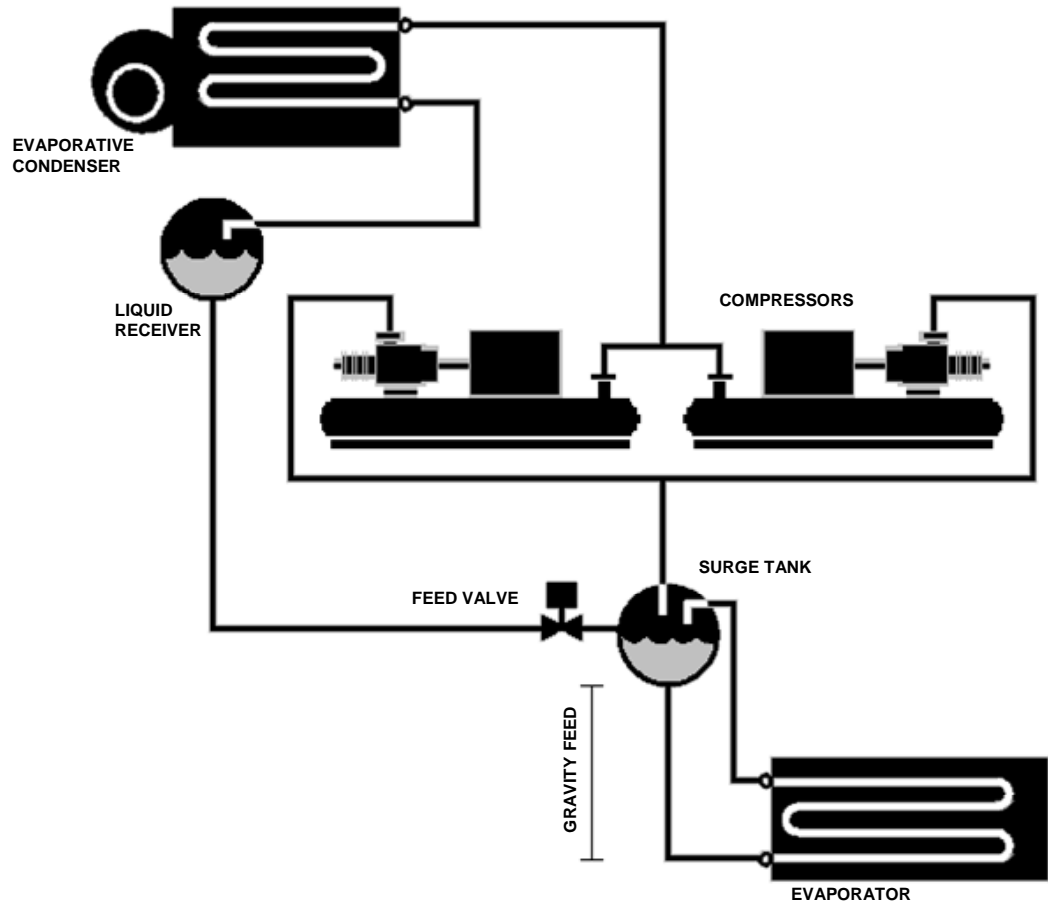 EVAPORATIVE
CONDENSER
LIQUID
RECEIVER
COMPRESSORS
SURGE TANK
FEED VALVE
GRAVITY FEED
EVAPORATOR